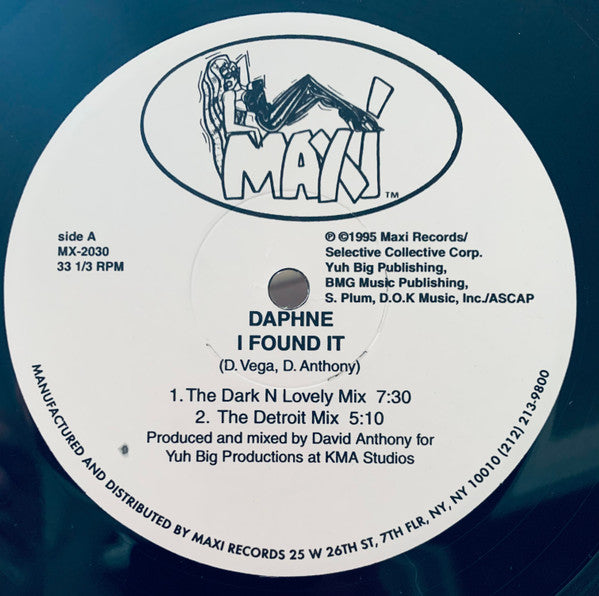 MAXI
TM
side A
MX-2030
33 1/3 RPM
℗ ©1995 Maxi Records/
Selective Collective Corp.
Yuh Big Publishing,
BMG Music Publishing,
S. Plum, D.O.K Music, Inc./ASCAP
DAPHNE
I FOUND IT
(D. Vega, D. Anthony)
1. The Dark N Lovely Mix 7:30
2. The Detroit Mix 5:10
Produced and mixed by David Anthony for
Yuh Big Productions at KMA Studios
MANUFACTURED AND DISTRIBUTED BY MAXI RECORDS 25 W 26TH ST, 7TH FLR, NY, NY 10010 (212) 213-9800